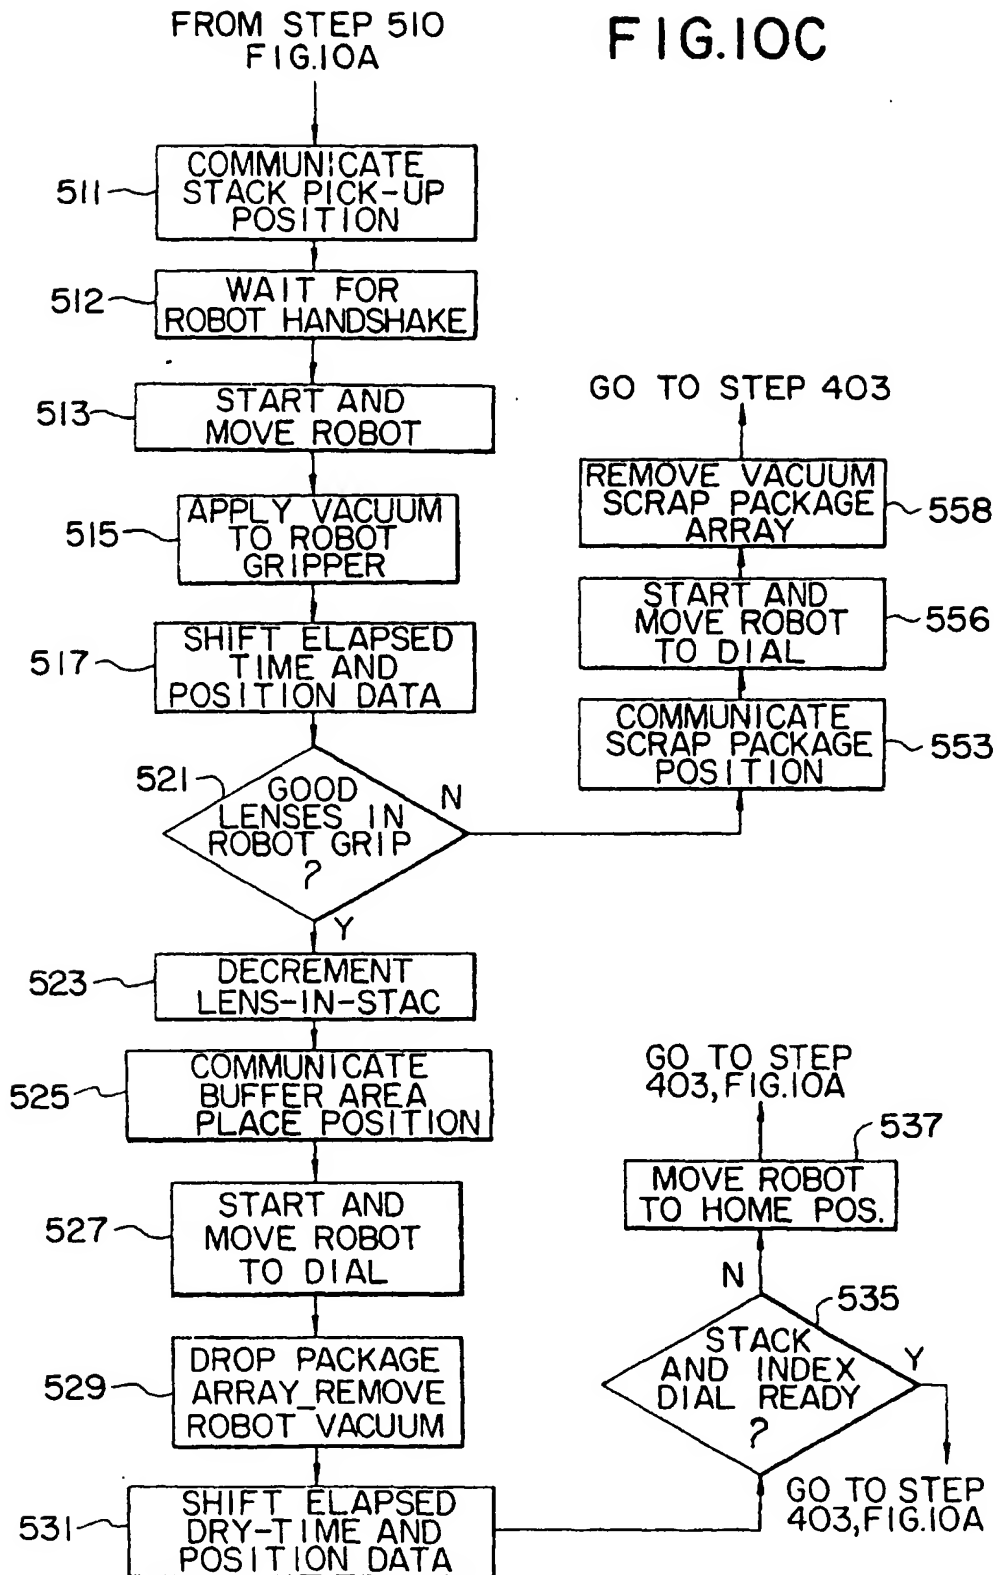 FROM STEP 510
FIG.10A
FIG.10C
511
COMMUNICATE
STACK PICK-UP
POSITION
512
WAIT FOR
ROBOT HANDSHAKE
513
START AND
MOVE ROBOT
515
APPLY VACUUM
TO ROBOT
GRIPPER
517
SHIFT ELAPSED
TIME AND
POSITION DATA
521
GOOD
LENSES IN
ROBOT GRIP
?
N
Y
GO TO STEP 403
REMOVE VACUUM
SCRAP PACKAGE
ARRAY
558
START AND
MOVE ROBOT
TO DIAL
556
COMMUNICATE
SCRAP PACKAGE
POSITION
553
523
DECREMENT
LENS-IN-STAC
525
COMMUNICATE
BUFFER AREA
PLACE POSITION
527
START AND
MOVE ROBOT
TO DIAL
529
DROP PACKAGE
ARRAY_REMOVE
ROBOT VACUUM
531
SHIFT ELAPSED
DRY-TIME AND
POSITION DATA
GO TO STEP
403, FIG.10A
537
MOVE ROBOT
TO HOME POS.
N
535
STACK
AND INDEX
DIAL READY
?
Y
GO TO STEP
403, FIG.10A